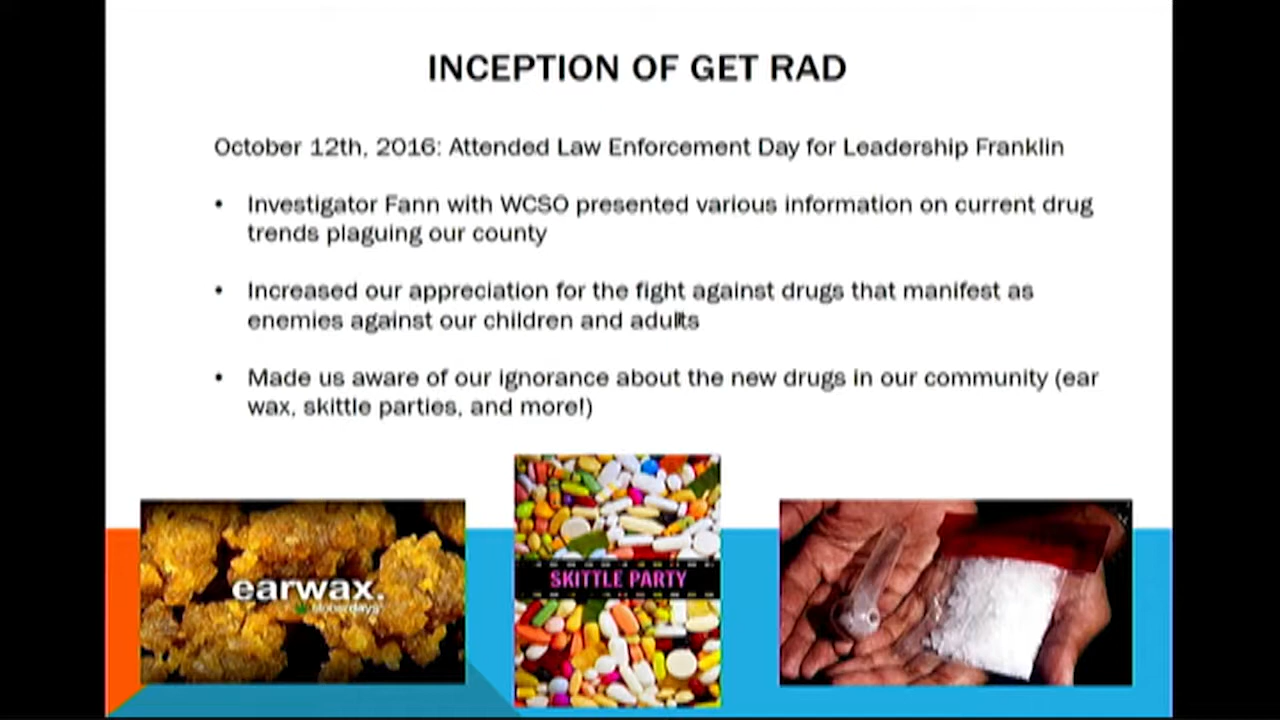 INCEPTION OF GET RAD
October 12th, 2016: Attended Law Enforcement Day for Leadership Franklin
• Investigator Fann with WCSO presented various information on current drug
trends plaguing our county
• Increased our appreciation for the fight against drugs that manifest as
enemies against our children and adults
• Made us aware of our ignorance about the new drugs in our community (ear
wax, skittle parties, and more!)
earwax.
stonerdays
SKITTLE PARTY